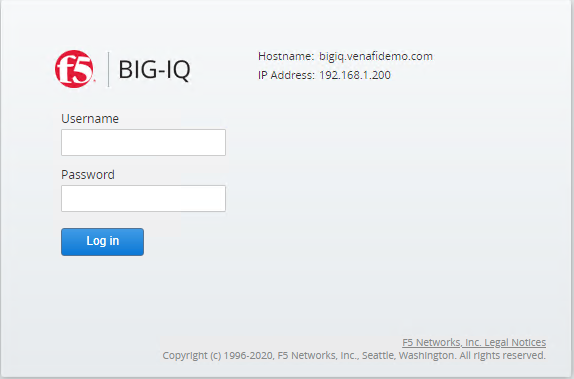 f5 BIG-IQ
Hostname: bigiq.venafidemo.com
IP Address: 192.168.1.200
Username
Password
Log in
F5 Networks, Inc. Legal Notices
Copyright (c) 1996-2020, F5 Networks, Inc., Seattle, Washington. All rights reserved.